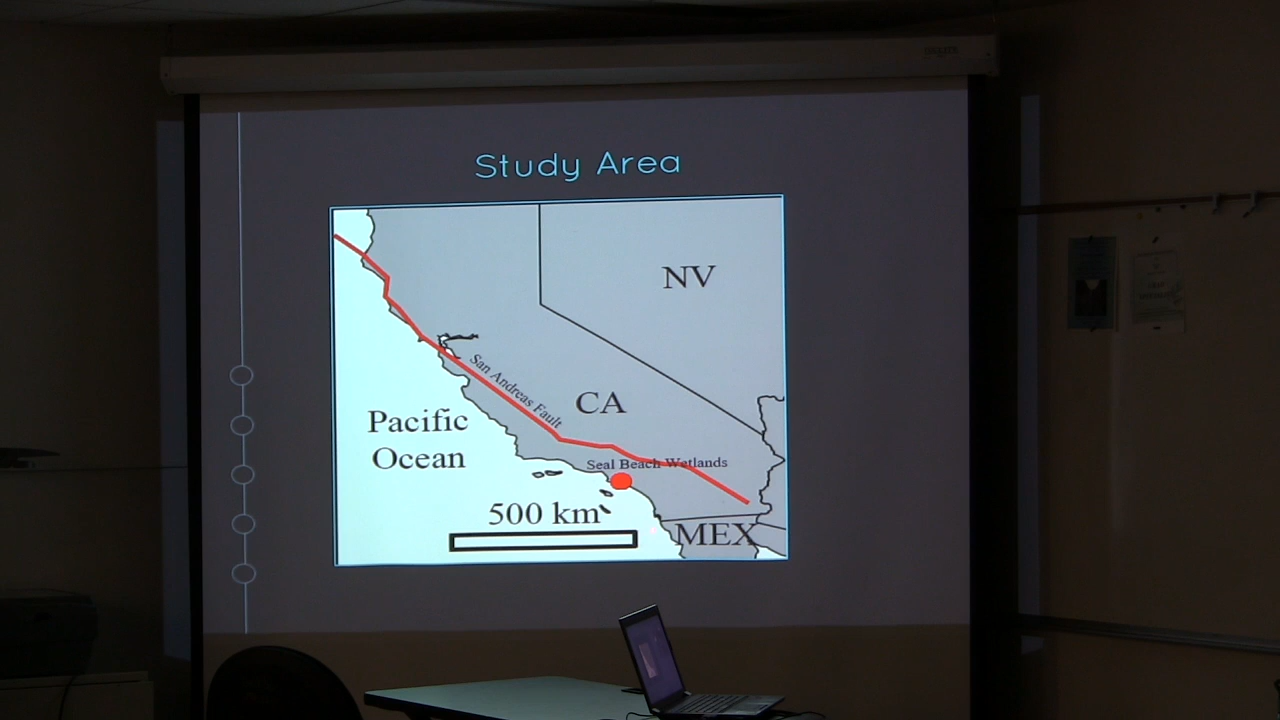 Study Area
NV
San Andreas Fault
CA
Pacific
Ocean
Seal Beach Wetlands
500 km
MEX